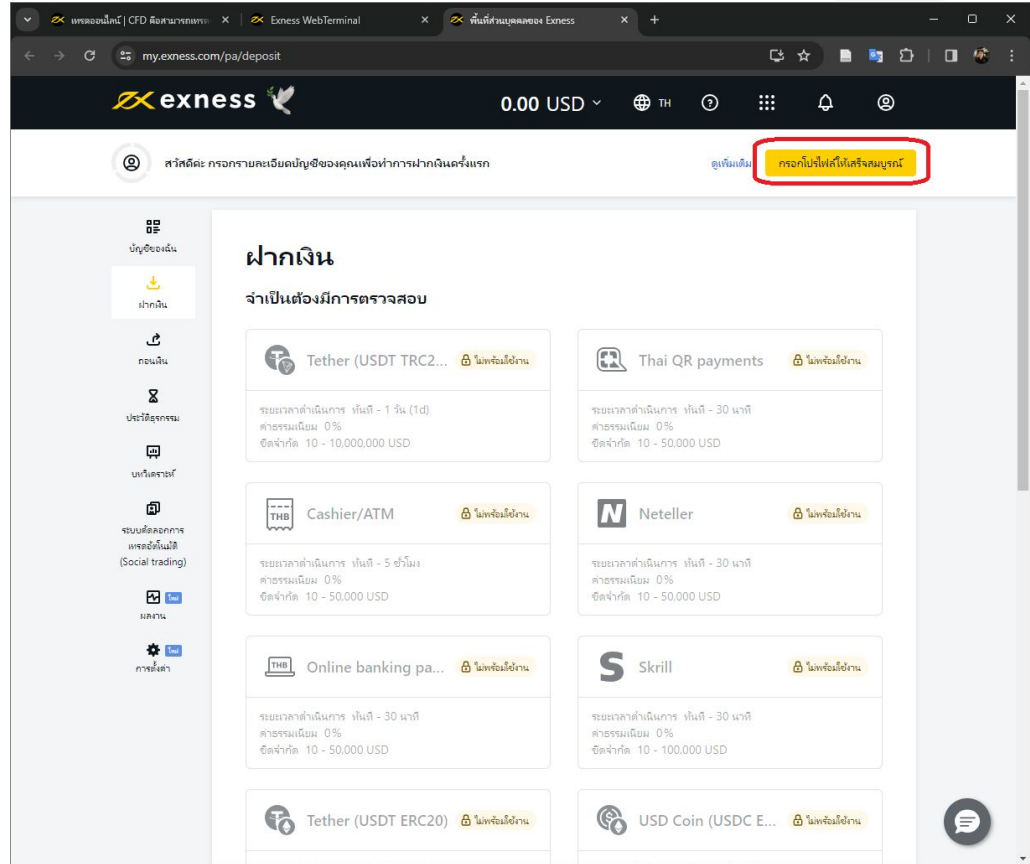 เทรดออนไลน์ | CFD คือสามารถเทรด
Exness WebTerminal
พื้นที่ส่วนบุคคลของ Exness
my.exness.com/pa/deposit
exness
0.00 USD
TH
สวัสดีค่ะ กรอกรายละเอียดบัญชีของคุณเพื่อทำการฝากเงินครั้งแรก
ดูเพิ่มเติม
กรอกโปรไฟล์ให้เสร็จสมบูรณ์
บัญชีของฉัน
ฝากเงิน
ถอนเงิน
ประวัติธุรกรรม
บทวิเคราะห์
ระบบคัดลอกการ
เทรดอัตโนมัติ
(Social trading)
ใหม่
ผลงาน
ใหม่
การตั้งค่า
ฝากเงิน
จำเป็นต้องมีการตรวจสอบ
Tether (USDT TRC2... ไม่พร้อมใช้งาน
ระยะเวลาดำเนินการ ทันที - 1 วัน (1d)
ค่าธรรมเนียม 0%
ขีดจำกัด 10 - 10,000,000 USD
Thai QR payments ไม่พร้อมใช้งาน
ระยะเวลาดำเนินการ ทันที - 30 นาที
ค่าธรรมเนียม 0%
ขีดจำกัด 10 - 50,000 USD
THB
Cashier/ATM ไม่พร้อมใช้งาน
ระยะเวลาดำเนินการ ทันที - 5 ชั่วโมง
ค่าธรรมเนียม 0%
ขีดจำกัด 10 - 50,000 USD
Neteller ไม่พร้อมใช้งาน
ระยะเวลาดำเนินการ ทันที - 30 นาที
ค่าธรรมเนียม 0%
ขีดจำกัด 10 - 50,000 USD
THB
Online banking pa... ไม่พร้อมใช้งาน
ระยะเวลาดำเนินการ ทันที - 30 นาที
ค่าธรรมเนียม 0%
ขีดจำกัด 10 - 50,000 USD
Skrill ไม่พร้อมใช้งาน
ระยะเวลาดำเนินการ ทันที - 30 นาที
ค่าธรรมเนียม 0%
ขีดจำกัด 10 - 100,000 USD
Tether (USDT ERC20) ไม่พร้อมใช้งาน
USD Coin (USDC E... ไม่พร้อมใช้งาน